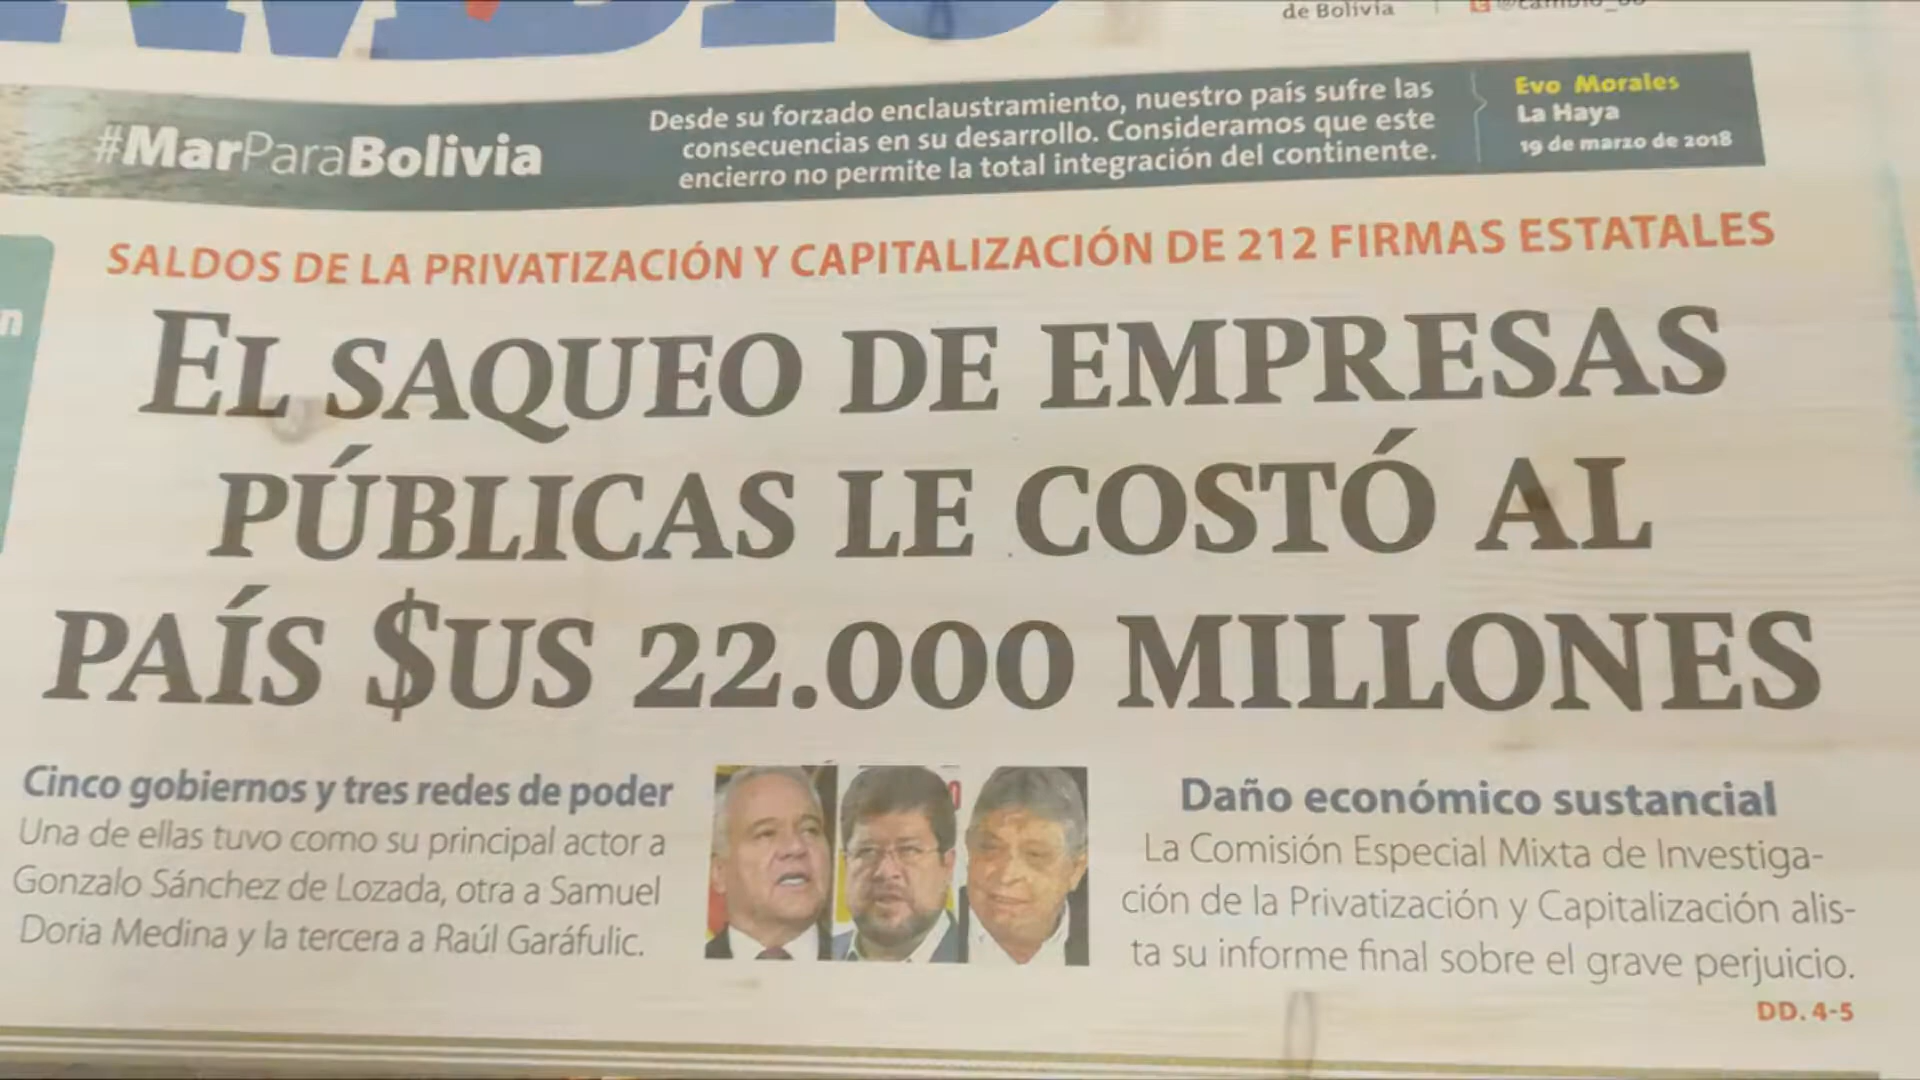 de Bolivia
#MarParaBolivia
Desde su forzado enclaustramiento, nuestro país sufre las
consecuencias en su desarrollo. Consideramos que este
encierro no permite la total integración del continente.
Evo Morales
La Haya
19 de marzo de 2018
SALDOS DE LA PRIVATIZACIÓN Y CAPITALIZACIÓN DE 212 FIRMAS ESTATALES
EL SAQUEO DE EMPRESAS
PÚBLICAS LE COSTÓ AL
PAÍS $US 22.000 MILLONES
Cinco gobiernos y tres redes de poder
Una de ellas tuvo como su principal actor a
Gonzalo Sánchez de Lozada, otra a Samuel
Doria Medina y la tercera a Raúl Garáfulic.
Daño económico sustancial
La Comisión Especial Mixta de Investiga-
ción de la Privatización y Capitalización alis-
ta su informe final sobre el grave perjuicio.
DD. 4-5